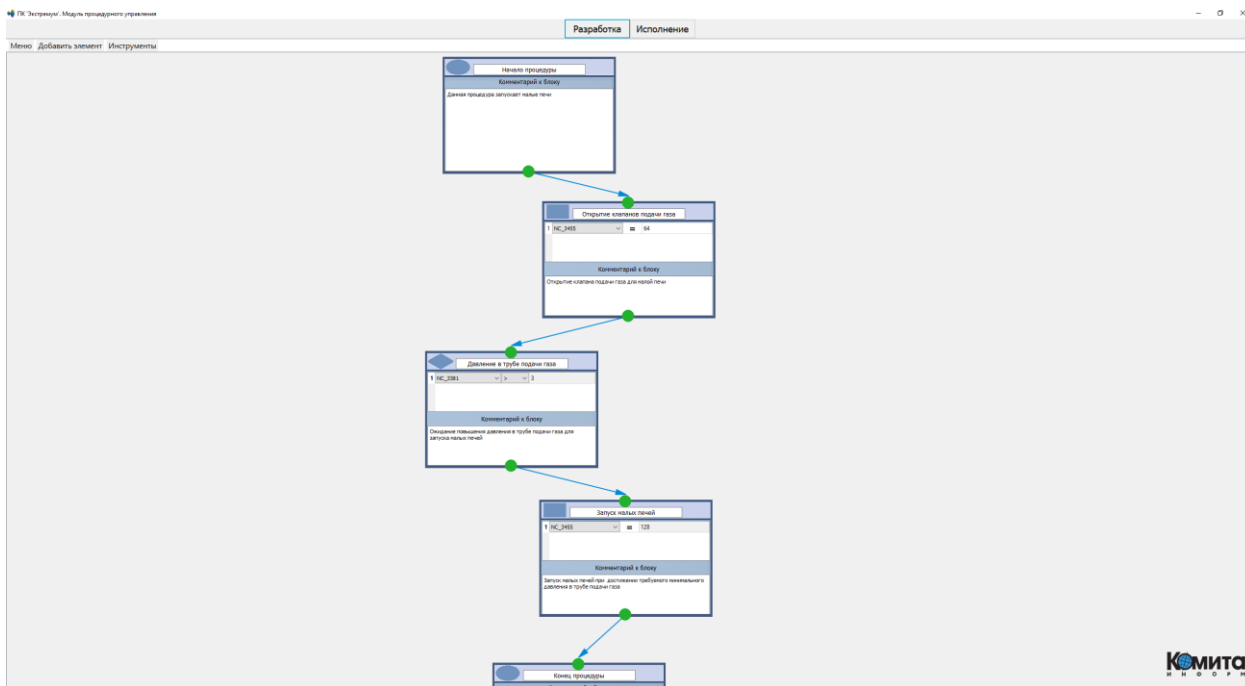 ПК 'Экстремум'. Модуль процедурного управления
Разработка Исполнение
Меню Добавить элемент Инструменты
Начало процедуры
Комментарий к блоку
Данная процедура запускает малые печи
Открытие клапанов подачи газа
1 NC_3455 = 64
Комментарий к блоку
Открытие клапана подачи газа для малой печи
Давление в трубе подачи газа
1 NC_3381 > 3
Комментарий к блоку
Ожидание повышения давления в трубе подачи газа для
запуска малых печей
Запуск малых печей
1 NC_3455 = 128
Комментарий к блоку
Запуск малых печей при достижении требуемого минимального
давления в трубе подачи газа
Конец процедуры
Комита
ИНФОРМ